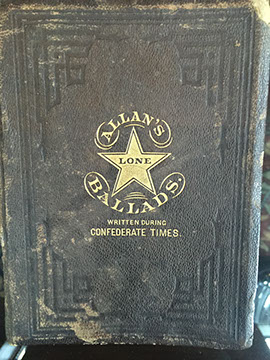 ALLAN'S
LONE
BALLADS.
WRITTEN DURING
CONFEDERATE TIMES.